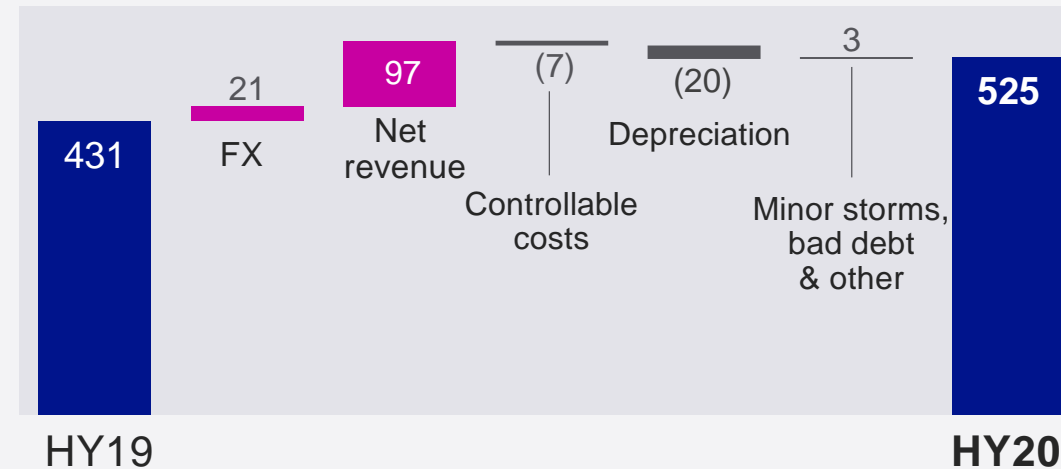 431
21
FX
97
Net
revenue
(7)
Controllable
costs
(20)
Depreciation
3
Minor storms,
bad debt
& other
525
HY19
HY20